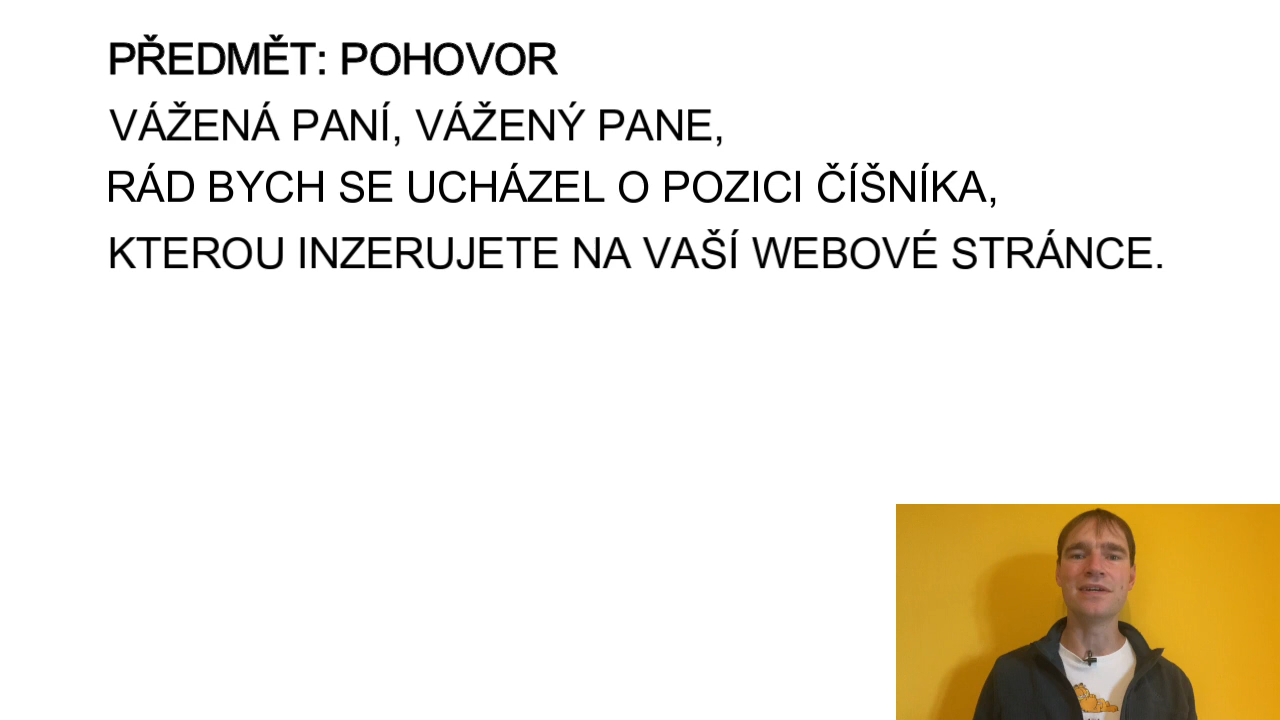 PŘEDMĚT: POHOVOR
VÁŽENÁ PANÍ, VÁŽENÝ PANE,
RÁD BYCH SE UCHÁZEL O POZICI ČÍŠNÍKA,
KTEROU INZERUJETE NA VAŠÍ WEBOVÉ STRÁNCE.